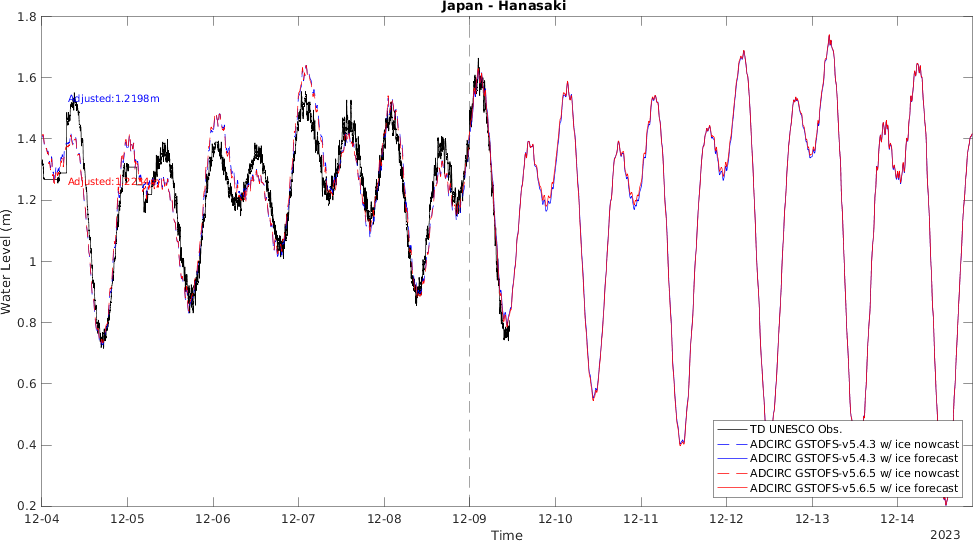 Japan - Hanasaki
Water Level (m)
1.8
1.6
1.4
1.2
1
0.8
0.6
0.4
0.2
Adjusted:1.2198m
TD UNESCO Obs.
ADCIRC GSTOFS-v5.4.3 w/ ice nowcast
ADCIRC GSTOFS-v5.4.3 w/ ice forecast
ADCIRC GSTOFS-v5.6.5 w/ ice nowcast
ADCIRC GSTOFS-v5.6.5 w/ ice forecast
12-04
12-05
12-06
12-07
12-08
12-09
12-10
12-11
12-12
12-13
12-14
Time
2023